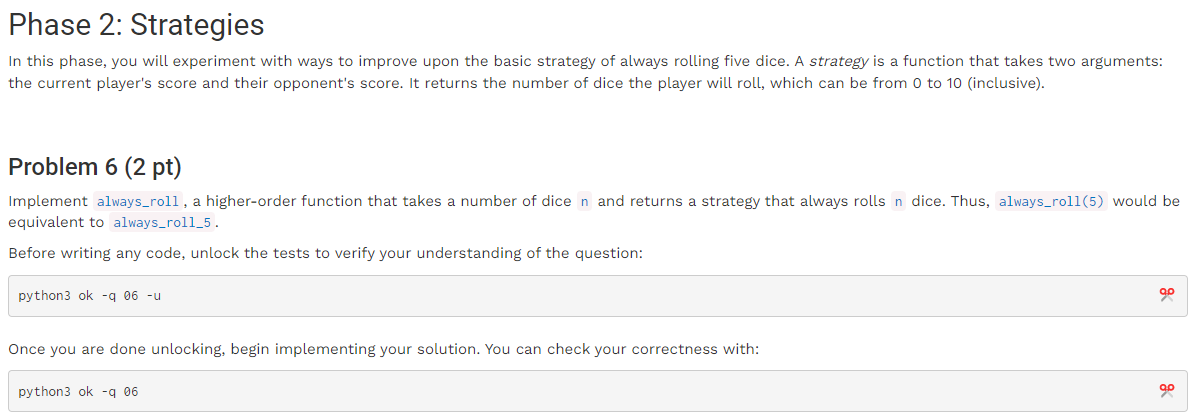 Phase 2: Strategies
In this phase, you will experiment with ways to improve upon the basic strategy of always rolling five dice. A strategy is a function that takes two arguments:
the current player's score and their opponent's score. It returns the number of dice the player will roll, which can be from 0 to 10 (inclusive).
Problem 6 (2 pt)
Implement always_roll, a higher-order function that takes a number of dice n and returns a strategy that always rolls n dice. Thus, always_roll(5) would be
equivalent to always_roll_5.
Before writing any code, unlock the tests to verify your understanding of the question:
python3 ok -q 06 -u
Once you are done unlocking, begin implementing your solution. You can check your correctness with:
python3 ok -q 06